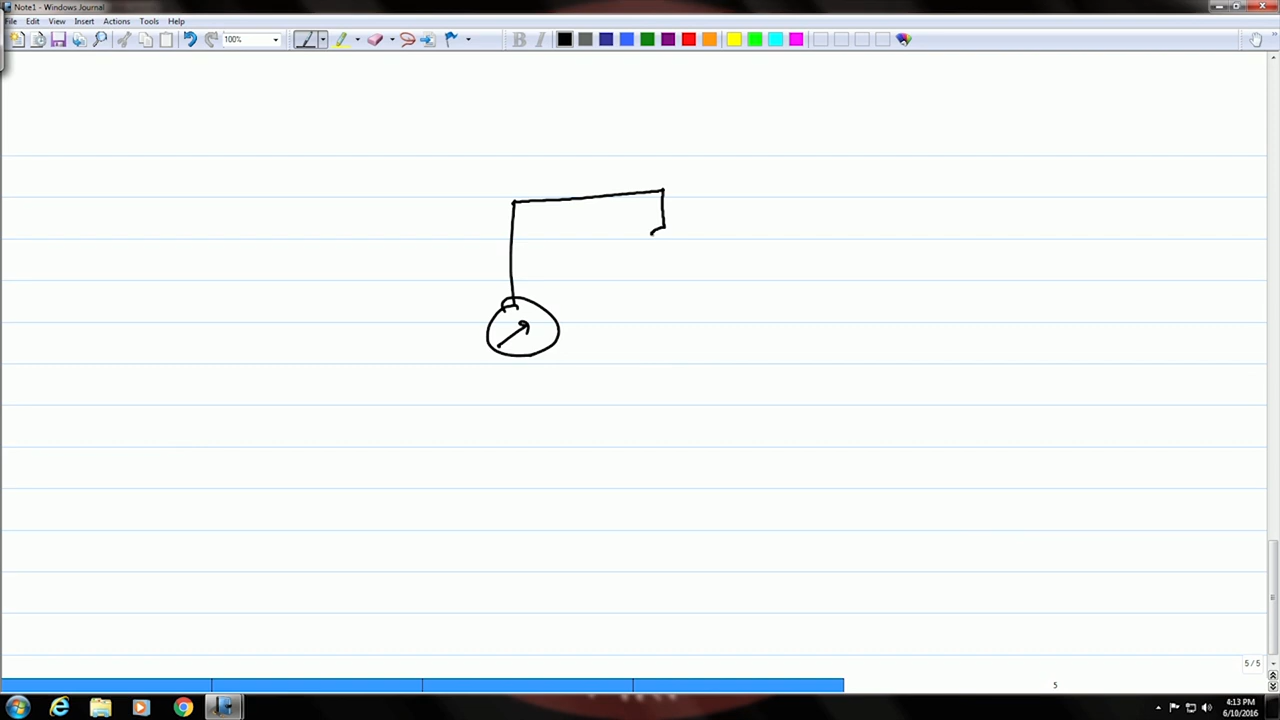 Note1 - Windows Journal
File Edit View Insert Actions Tools Help
100%
B I
5 / 5
5
4:13 PM
6/10/2016